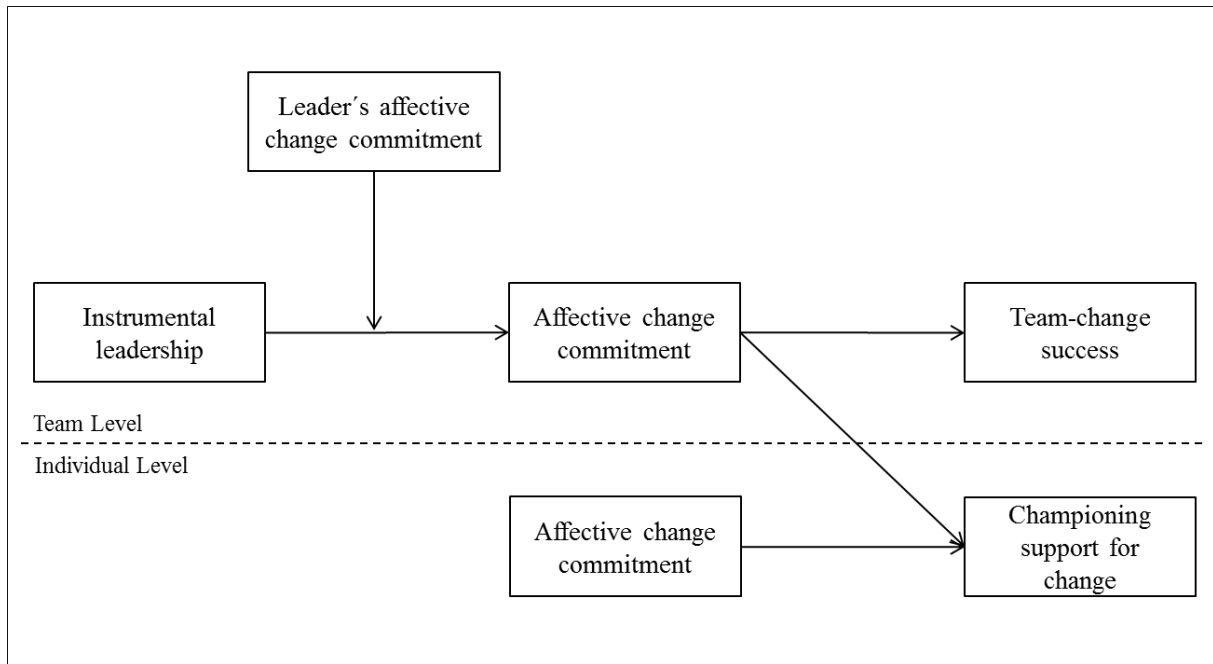 Leader´s affective
change commitment
Instrumental
leadership
Affective change
commitment
Team-change
success
Team Level
Individual Level
Affective change
commitment
Championing
support for
change